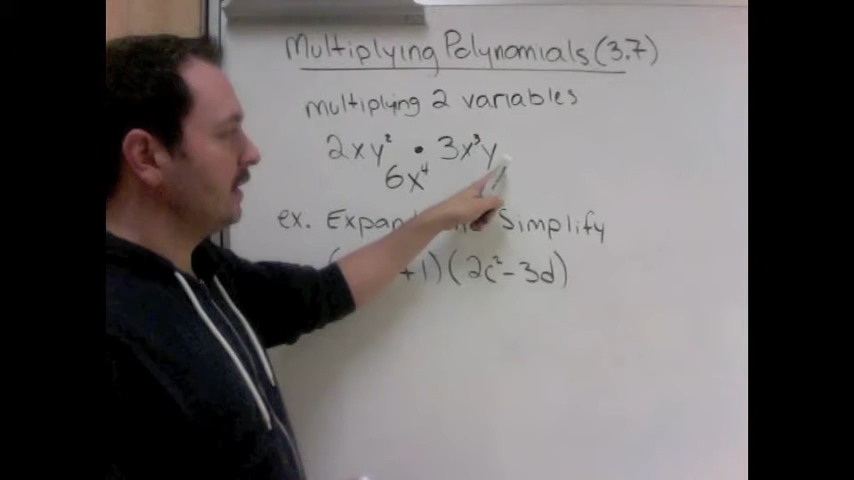 Multiplying Polynomials (3.7)
multiplying 2 variables
2xy² • 3x³y
6x⁴
ex. Expand Simplify
+1)(2c²-3d)